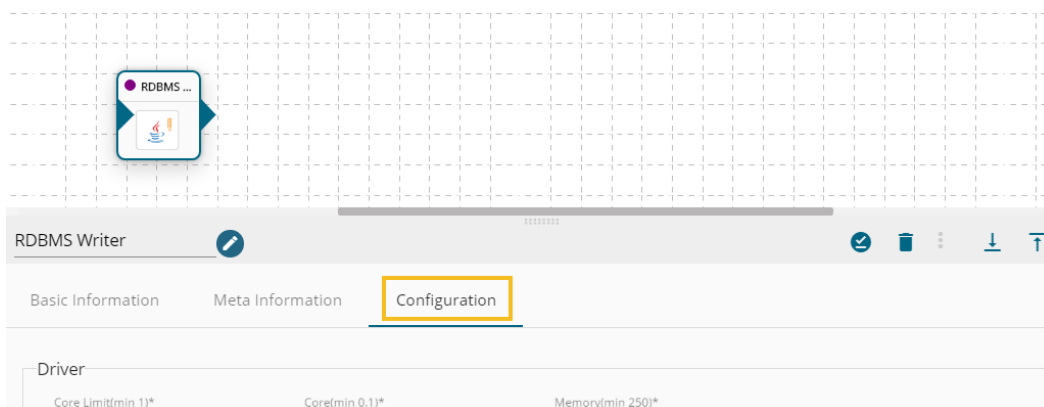 RDBMS ...
RDBMS Writer
Basic Information Meta Information Configuration
Driver
Core Limit(min 1)* Core(min 0.1)* Memory(min 250)*